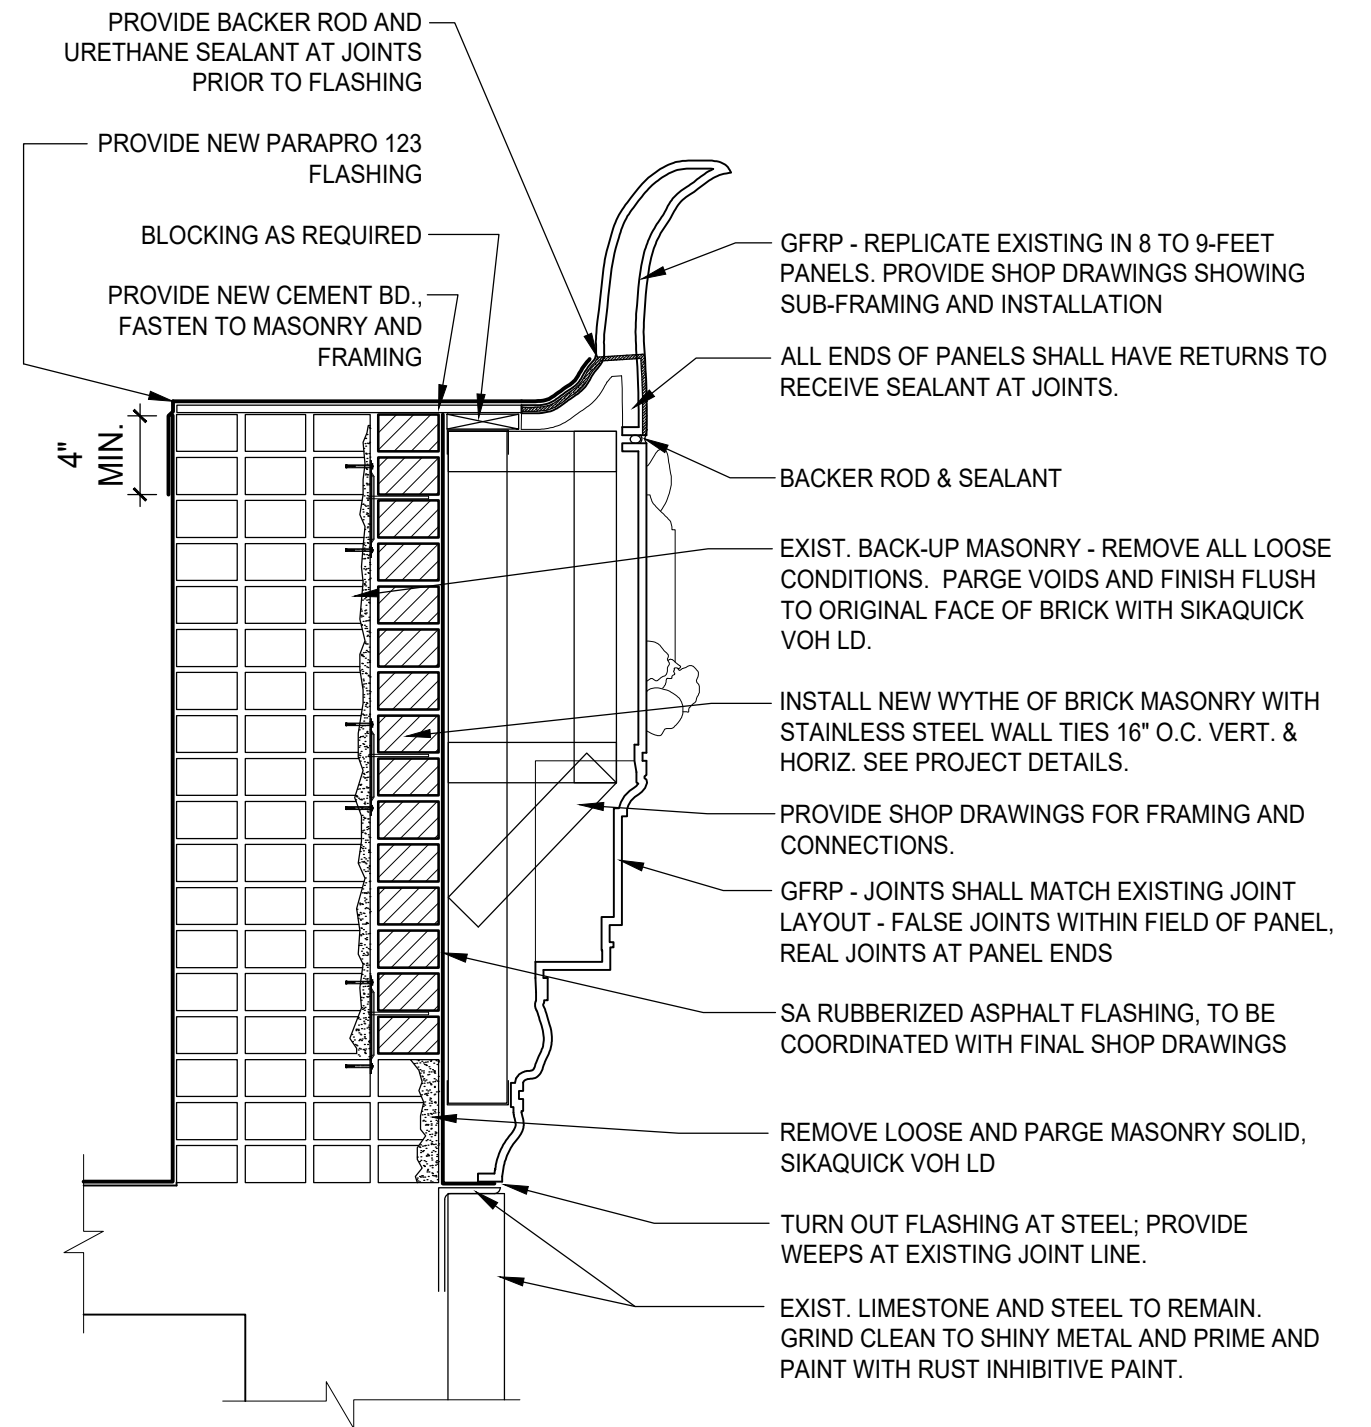 PROVIDE BACKER ROD AND
URETHANE SEALANT AT JOINTS
PRIOR TO FLASHING
PROVIDE NEW PARAPRO 123
FLASHING
BLOCKING AS REQUIRED
PROVIDE NEW CEMENT BD.,
FASTEN TO MASONRY AND
FRAMING
4"
MIN.
GFRP - REPLICATE EXISTING IN 8 TO 9-FEET
PANELS. PROVIDE SHOP DRAWINGS SHOWING
SUB-FRAMING AND INSTALLATION
ALL ENDS OF PANELS SHALL HAVE RETURNS TO
RECEIVE SEALANT AT JOINTS.
BACKER ROD & SEALANT
EXIST. BACK-UP MASONRY - REMOVE ALL LOOSE
CONDITIONS. PARGE VOIDS AND FINISH FLUSH
TO ORIGINAL FACE OF BRICK WITH SIKAQUICK
VOH LD.
INSTALL NEW WYTHE OF BRICK MASONRY WITH
STAINLESS STEEL WALL TIES 16" O.C. VERT. &
HORIZ. SEE PROJECT DETAILS.
PROVIDE SHOP DRAWINGS FOR FRAMING AND
CONNECTIONS.
GFRP - JOINTS SHALL MATCH EXISTING JOINT
LAYOUT - FALSE JOINTS WITHIN FIELD OF PANEL,
REAL JOINTS AT PANEL ENDS
SA RUBBERIZED ASPHALT FLASHING, TO BE
COORDINATED WITH FINAL SHOP DRAWINGS
REMOVE LOOSE AND PARGE MASONRY SOLID,
SIKAQUICK VOH LD
TURN OUT FLASHING AT STEEL; PROVIDE
WEEPS AT EXISTING JOINT LINE.
EXIST. LIMESTONE AND STEEL TO REMAIN.
GRIND CLEAN TO SHINY METAL AND PRIME AND
PAINT WITH RUST INHIBITIVE PAINT.